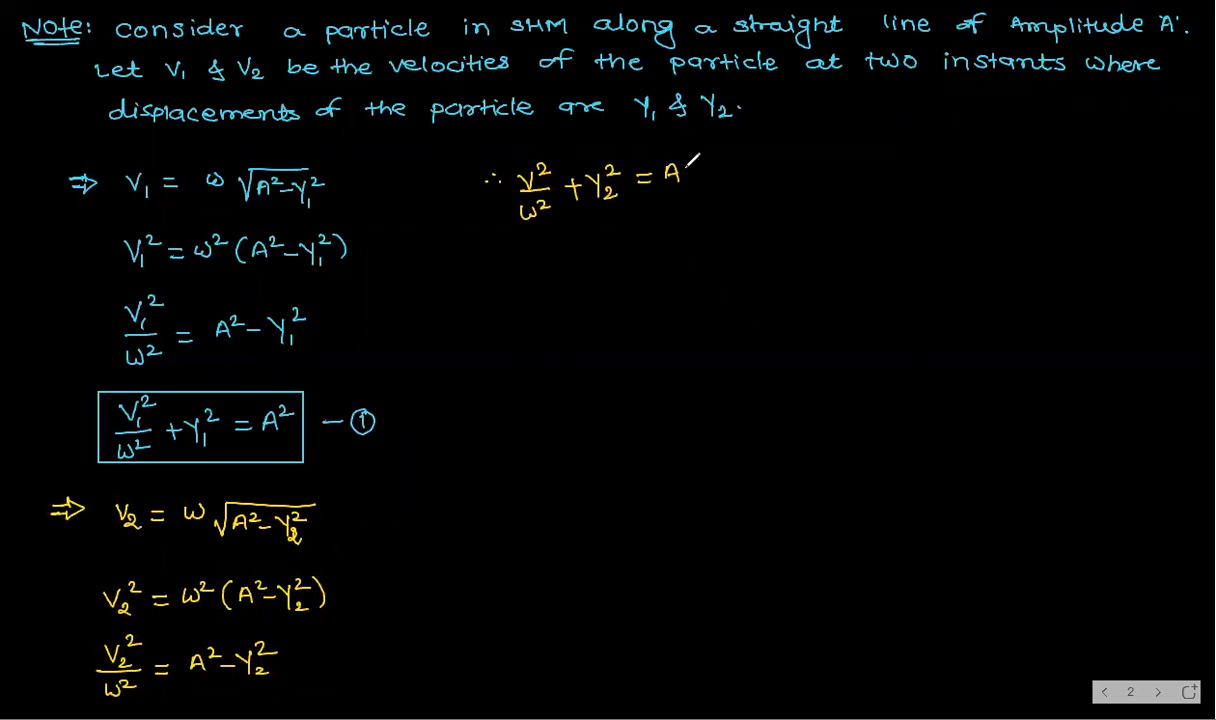 Note: Consider a particle in SHM along a straight line of Amplitude A'.
Let V₁ & V₂ be the velocities of the particle at two instants where
displacements of the particle are Y₁ & Y₂.
⇒ V₁ = ω √(A²–Y₁²)
V₁² = ω² (A²–Y₁²)
V₁²/ω² = A² – Y₁²
V₁²/ω² + Y₁² = A² – ①
⇒ V₂ = ω √(A²–Y₂²)
V₂² = ω² (A²–Y₂²)
V₂²/ω² = A² – Y₂²
∴ V²/ω² + Y₂² = A
< 2 >